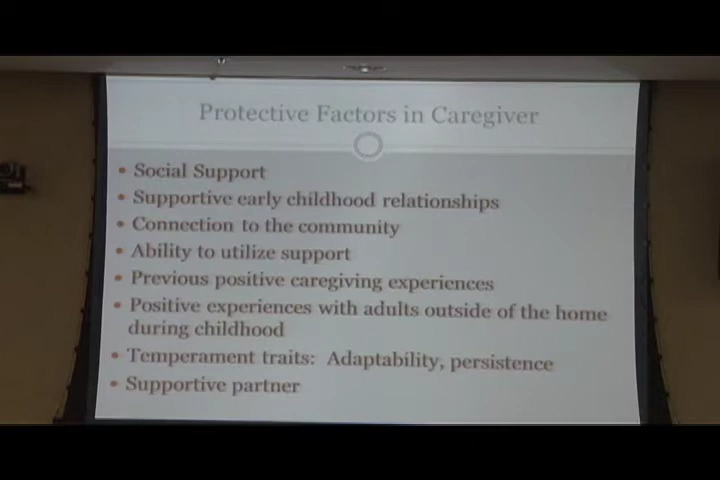 Protective Factors in Caregiver
• Social Support
• Supportive early childhood relationships
• Connection to the community
• Ability to utilize support
• Previous positive caregiving experiences
• Positive experiences with adults outside of the home
during childhood
• Temperament traits: Adaptability, persistence
• Supportive partner